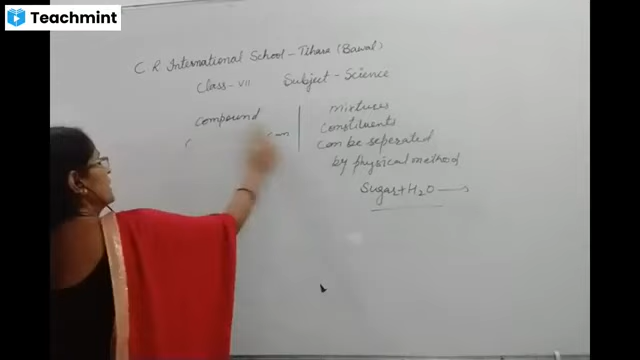 Teachmint
C.R International School - Tihara (Bawal)
Class - VII Subject - Science
compound
mixtures
constituents
can be seperated
by physical method
Sugar + H2O →